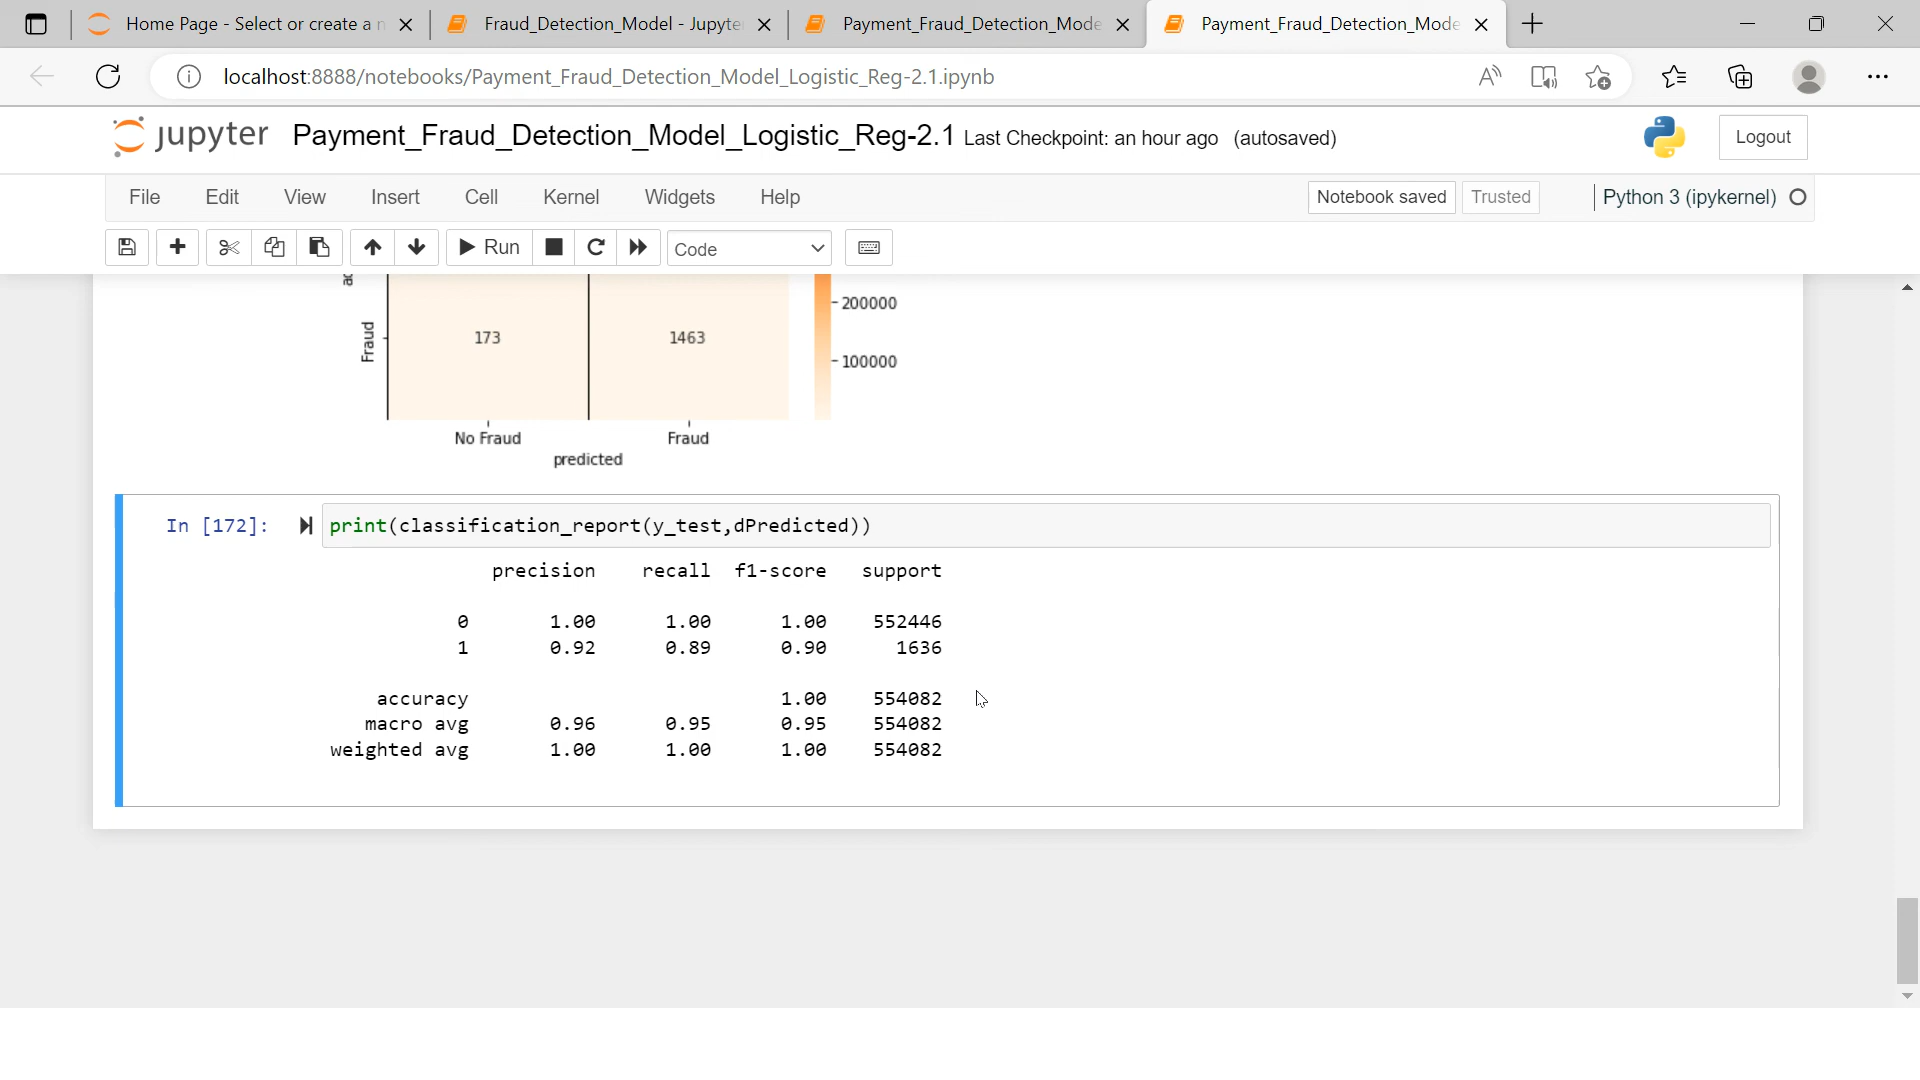 Home Page - Select or create a n
Fraud_Detection_Model - Jupyte
Payment_Fraud_Detection_Mode
Payment_Fraud_Detection_Mode
localhost:8888/notebooks/Payment_Fraud_Detection_Model_Logistic_Reg-2.1.ipynb
jupyter Payment_Fraud_Detection_Model_Logistic_Reg-2.1 Last Checkpoint: an hour ago (autosaved)
Logout
File Edit View Insert Cell Kernel Widgets Help
Notebook saved Trusted Python 3 (ipykernel)
Run Code
200000
Fraud 173 1463
100000
No Fraud Fraud
predicted
In [172]: print(classification_report(y_test,dPredicted))
precision recall f1-score support
0 1.00 1.00 1.00 552446
1 0.92 0.89 0.90 1636
accuracy 1.00 554082
macro avg 0.96 0.95 0.95 554082
weighted avg 1.00 1.00 1.00 554082